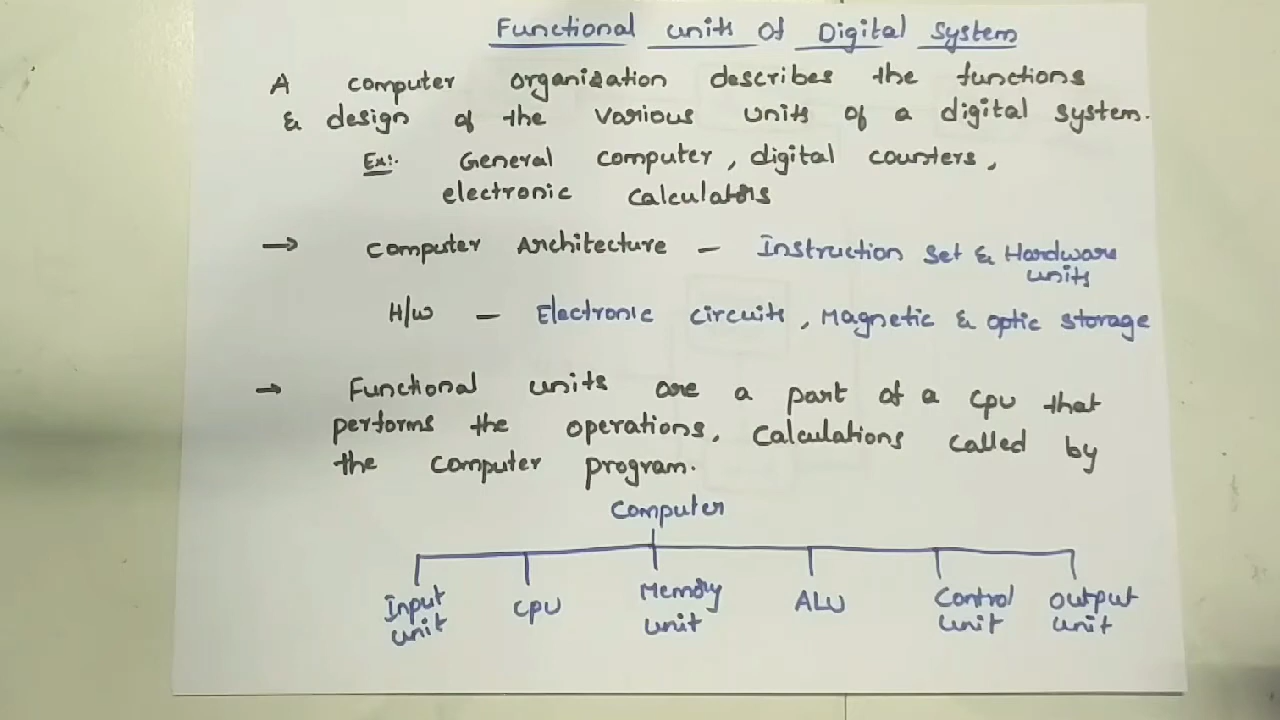 Functional units of Digital System
A computer organization describes the functions
& design of the various units of a digital system.
Ex:. General computer, digital counters,
electronic calculators
→ Computer Architecture - Instruction set & Hardware
units
H/W - Electronic circuits, Magnetic & optic storage
→ Functional units are a part of a CPU that
performs the operations, calculations called by
the computer program.
Computer
Input unit
CPU
Memory unit
ALU
Control unit
output unit